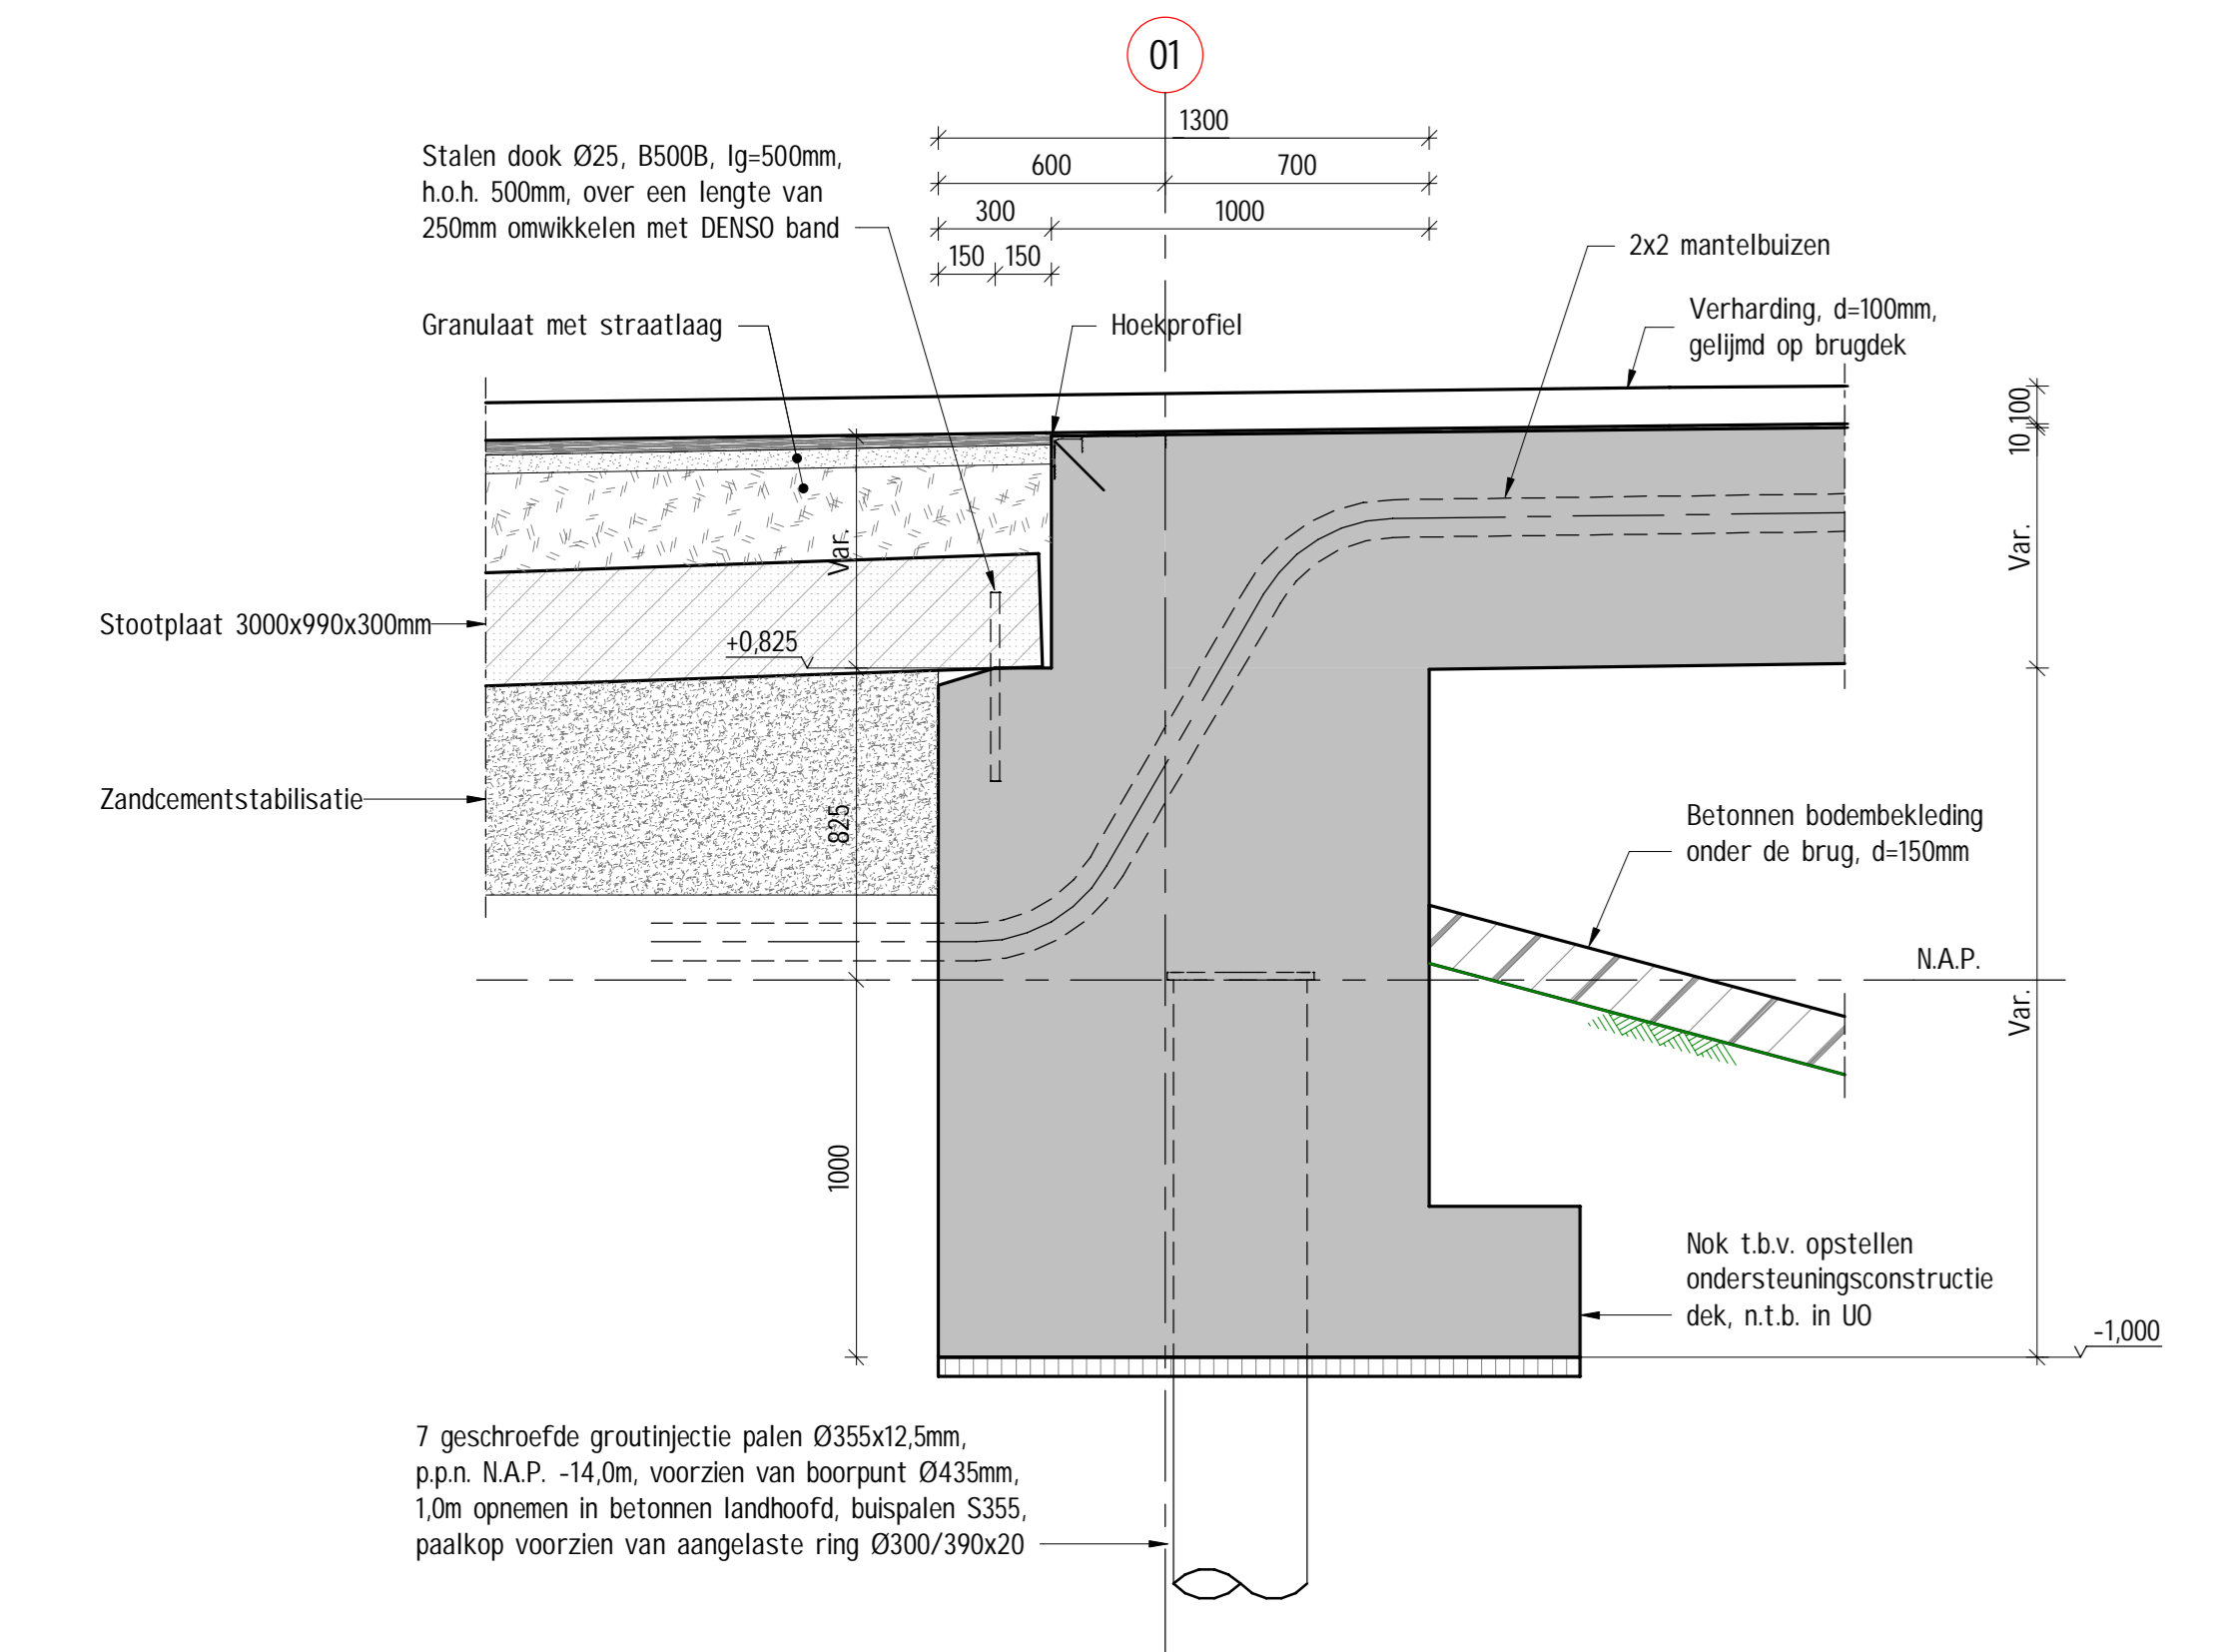 01
1300
Stalen dook Ø25, B500B, lg=500mm,
h.o.h. 500mm, over een lengte van
250mm omwikkelen met DENSO band
600
700
300
1000
150
150
2x2 mantelbuizen
Granulaat met straatlaag
Hoekprofiel
Verharding, d=100mm,
gelijmd op brugdek
100
10
Var.
Var.
Stootplaat 3000x990x300mm
+0,825
Zandcementstabilisatie
825
Betonnen bodembekleding
onder de brug, d=150mm
N.A.P.
Var.
1000
Nok t.b.v. opstellen
ondersteuningsconstructie
dek, n.t.b. in UO
-1,000
7 geschroefde groutinjectie palen Ø355x12,5mm,
p.p.n. N.A.P. -14,0m, voorzien van boorpunt Ø435mm,
1,0m opnemen in betonnen landhoofd, buispalen S355,
paalkop voorzien van aangelaste ring Ø300/390x20